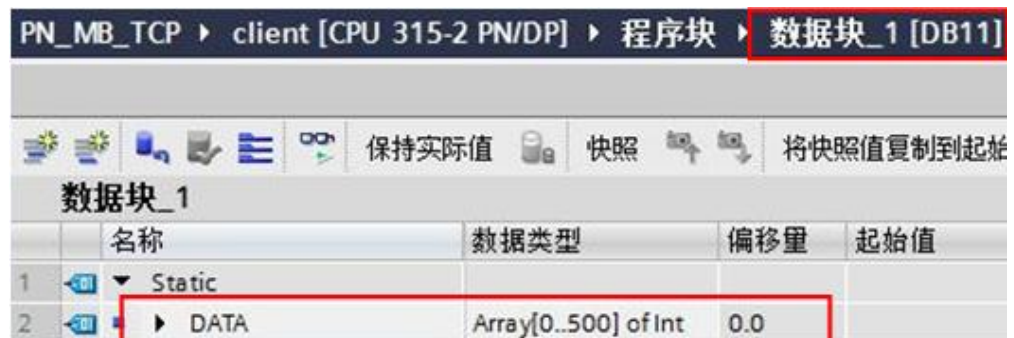 PN_MB_TCP ▸ client [CPU 315-2 PN/DP] ▸ 程序块 ▸ 数据块_1 [DB11]
保持实际值 快照 将快照值复制到起始
数据块_1
名称 数据类型 偏移量 起始值
1 ▼ Static
2 ▸ DATA Array[0..500] of Int 0.0